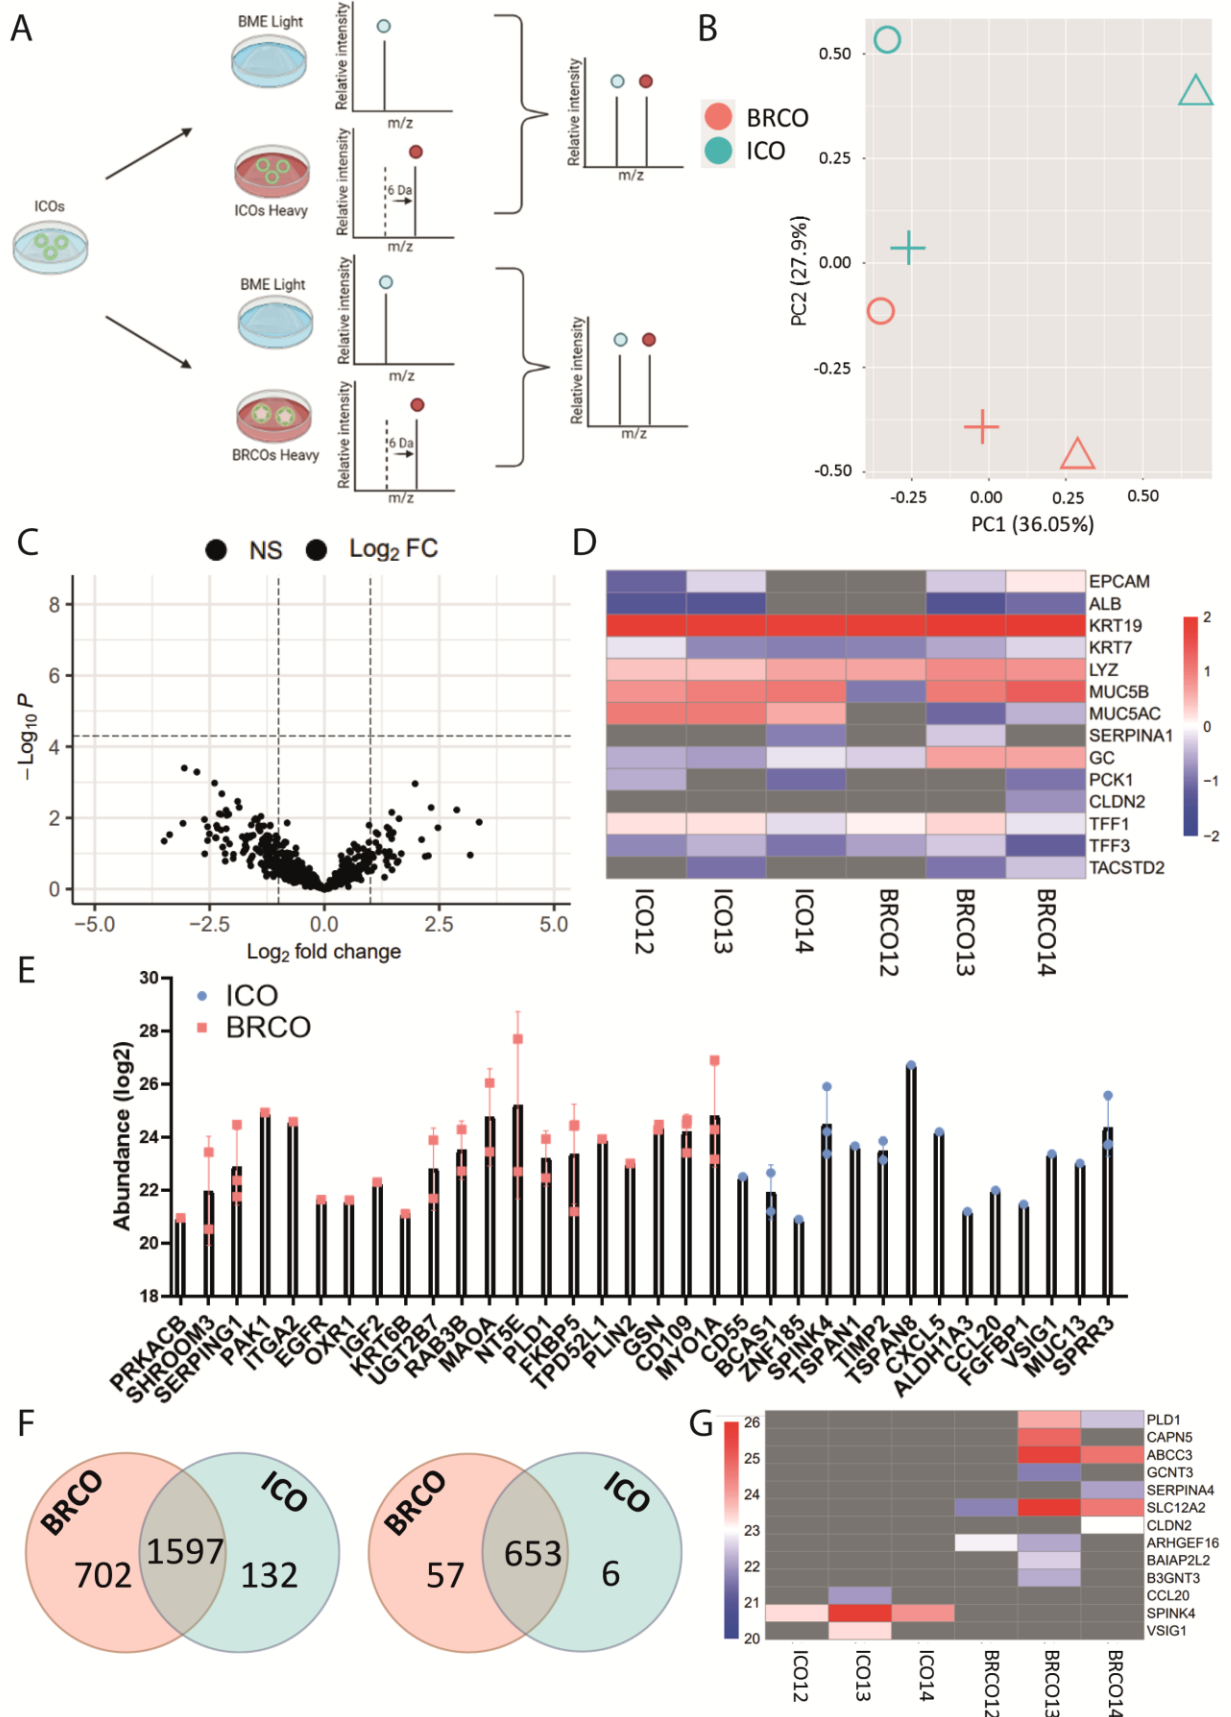 A
BME Light
Relative intensity
m/z
ICOs Heavy
Relative intensity
6 Da
m/z
Relative intensity
m/z
ICOs
BME Light
Relative intensity
m/z
BRCOs Heavy
Relative intensity
6 Da
m/z
Relative intensity
m/z
B
BRCO
ICO
0.50
0.25
0.00
-0.25
-0.50
PC2 (27.9%)
-0.25
0.00
0.25
0.50
PC1 (36.05%)
C
NS
Log2 FC
8
6
4
2
0
−Log10 P
−5.0
−2.5
0.0
2.5
5.0
Log2 fold change
D
EPCAM
ALB
KRT19
KRT7
LYZ
MUC5B
MUC5AC
SERPINA1
GC
PCK1
CLDN2
TFF1
TFF3
TACSTD2
2
1
0
−1
−2
ICO12
ICO13
ICO14
BRCO12
BRCO13
BRCO14
E
ICO
BRCO
30
28
26
24
22
20
18
Abundance (log2)
PRKACB
SHROOM3
SERPING1
PAK1
ITGA2
EGFR
OXR1
IGF2
KRT6B
UGT2B7
RAB3B
MAOA
NT5E
PLD1
FKBP5
TPD52L1
PLIN2
GSN
CD109
MYO1A
CD55
BCAS1
ZNF185
SPINK4
TSPAN1
TIMP2
TSPAN8
CXCL5
ALDH1A3
CCL20
FGFBP1
VSIG1
MUC13
SPRR3
F
BRCO
ICO
702
1597
132
BRCO
ICO
57
653
6
G
26
25
24
23
22
21
20
PLD1
CAPN5
ABCC3
GCNT3
SERPINA4
SLC12A2
CLDN2
ARHGEF16
BAIAP2L2
B3GNT3
CCL20
SPINK4
VSIG1
ICO12
ICO13
ICO14
BRCO12
BRCO13
BRCO14